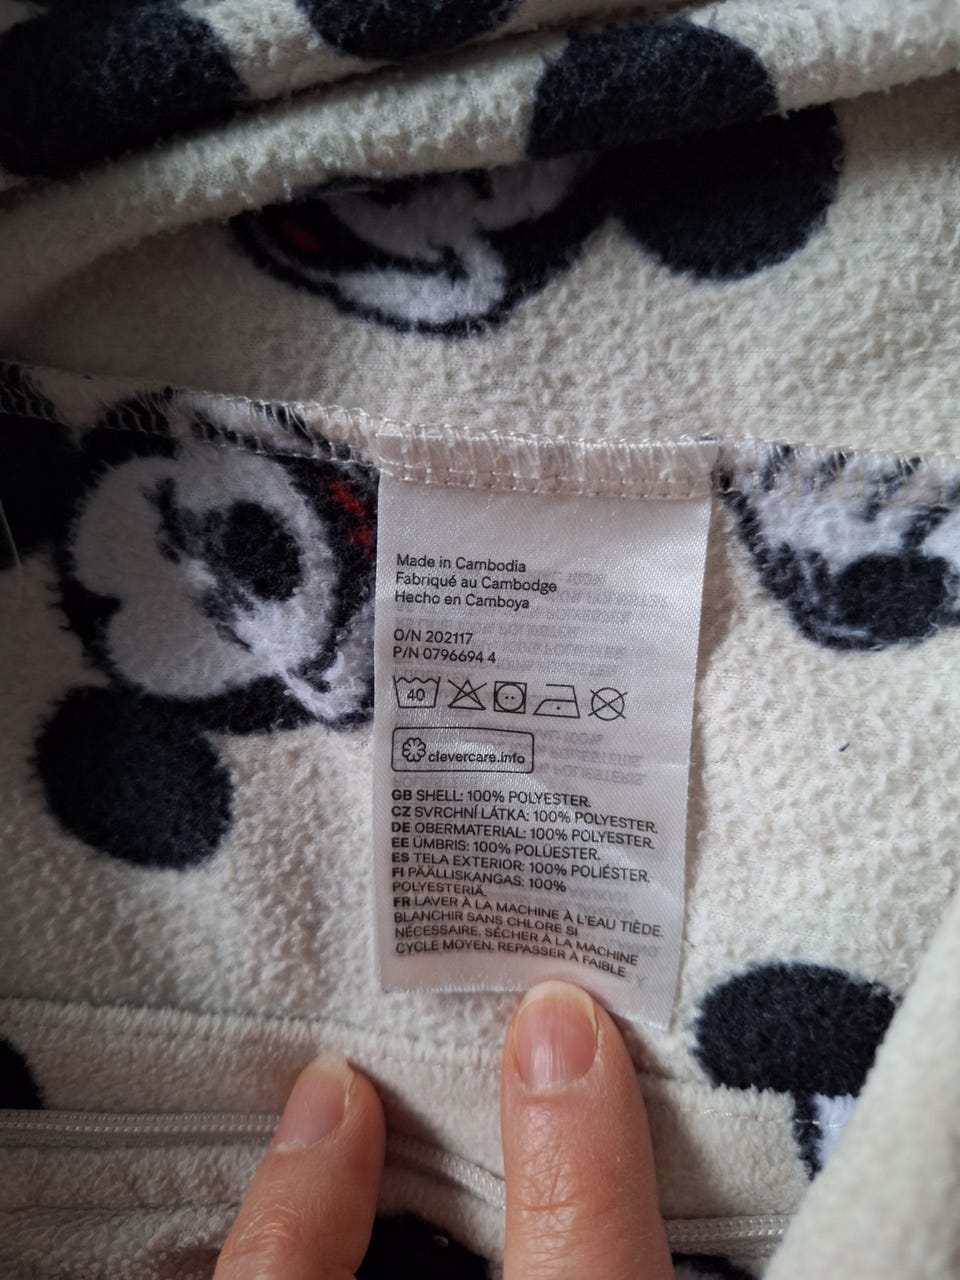 Made in Cambodia
Fabriqué au Cambodge
Hecho en Camboya
O/N 202117
P/N 0796694 4
40
clevercare.info
GB SHELL: 100% POLYESTER.
CZ SVRCHNÍ LÁTKA: 100% POLYESTER.
DE OBERMATERIAL: 100% POLYESTER.
EE ÜMBRIS: 100% POLÜESTER.
ES TELA EXTERIOR: 100% POLIÉSTER.
FI PÄÄLLISKANGAS: 100%
POLYESTERIÄ.
FR LAVER À LA MACHINE À L'EAU TIÈDE.
BLANCHIR SANS CHLORE SI
NÉCESSAIRE. SÉCHER À LA MACHINE
CYCLE MOYEN. REPASSER À FAIBLE